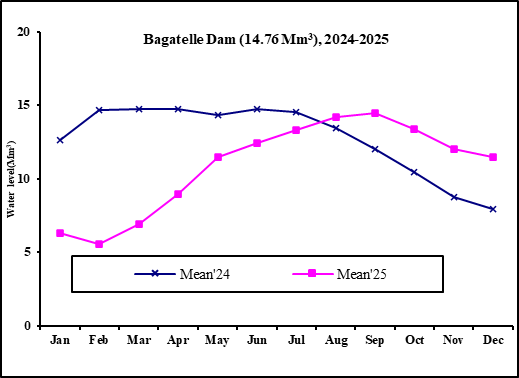 Bagatelle Dam (14.76 Mm³), 2024-2025
20
15
10
5
0
Water level(Mm³)
Mean'24 Mean'25
Jan Feb Mar Apr May Jun Jul Aug Sep Oct Nov Dec